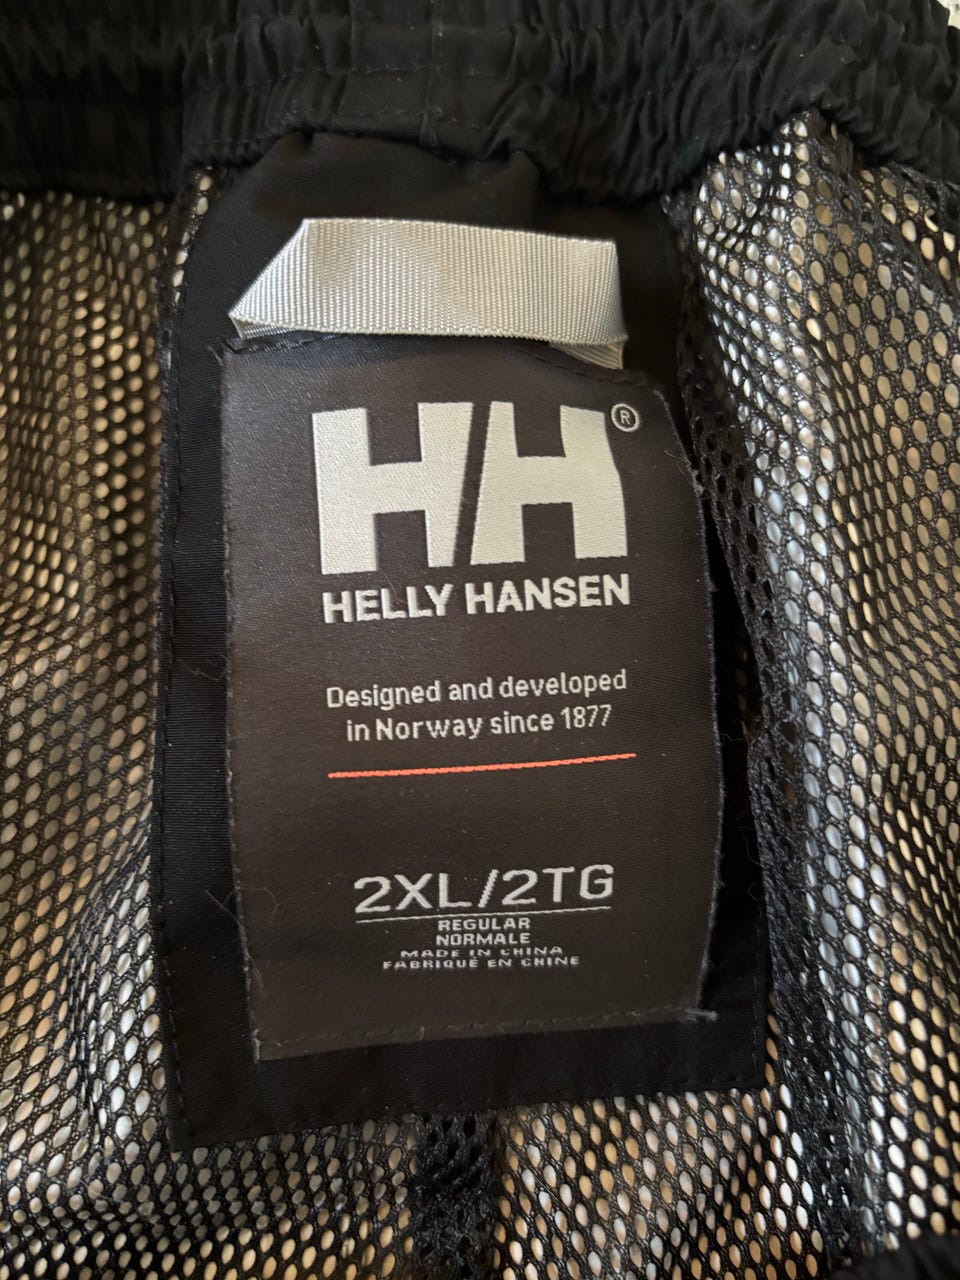 HH®
HELLY HANSEN
Designed and developed
in Norway since 1877
2XL/2TG
REGULAR
NORMALE
MADE IN CHINA
FABRIQUÉ EN CHINE